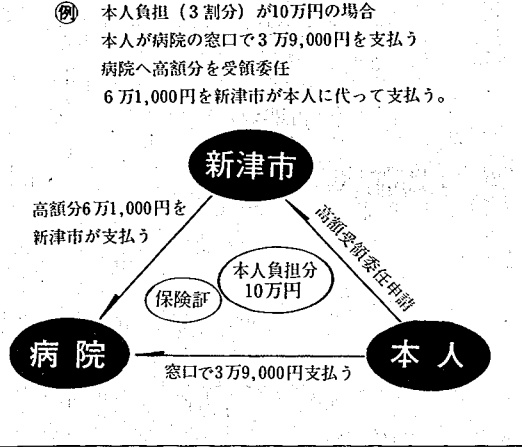 例 本人負担(3割分)が10万円の場合
本人が病院の窓口で3万9,000円を支払う
病院へ高額分を受領委任
6万1,000円を新津市が本人に代って支払う。
新津市
高額分6万1,000円を
新津市が支払う
高額受領委任申請
本人負担分
10万円
保険証
病院
本人
窓口で3万9,000円支払う